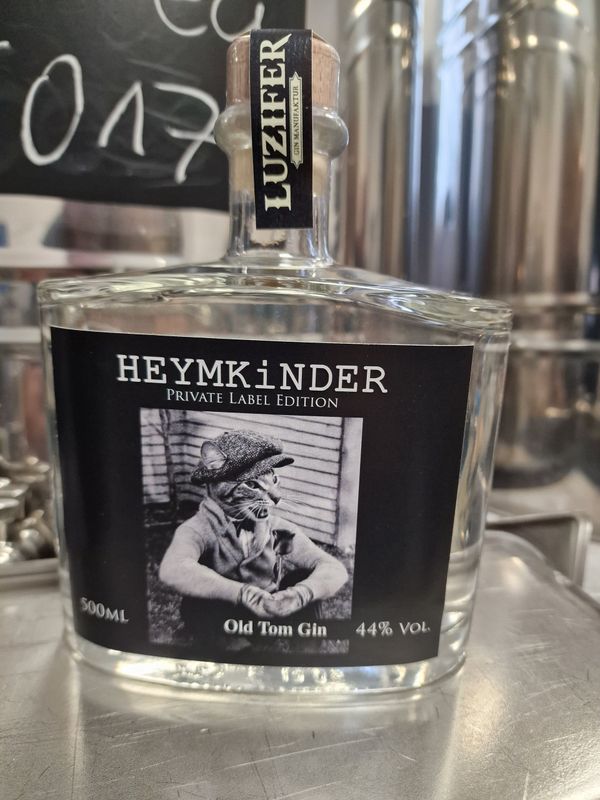 017
LUZIFER
GIN MANUFAKTUR
HEYMKiNDER
PRIVATE LABEL EDITION
500ML
Old Tom Gin
44% VOL.